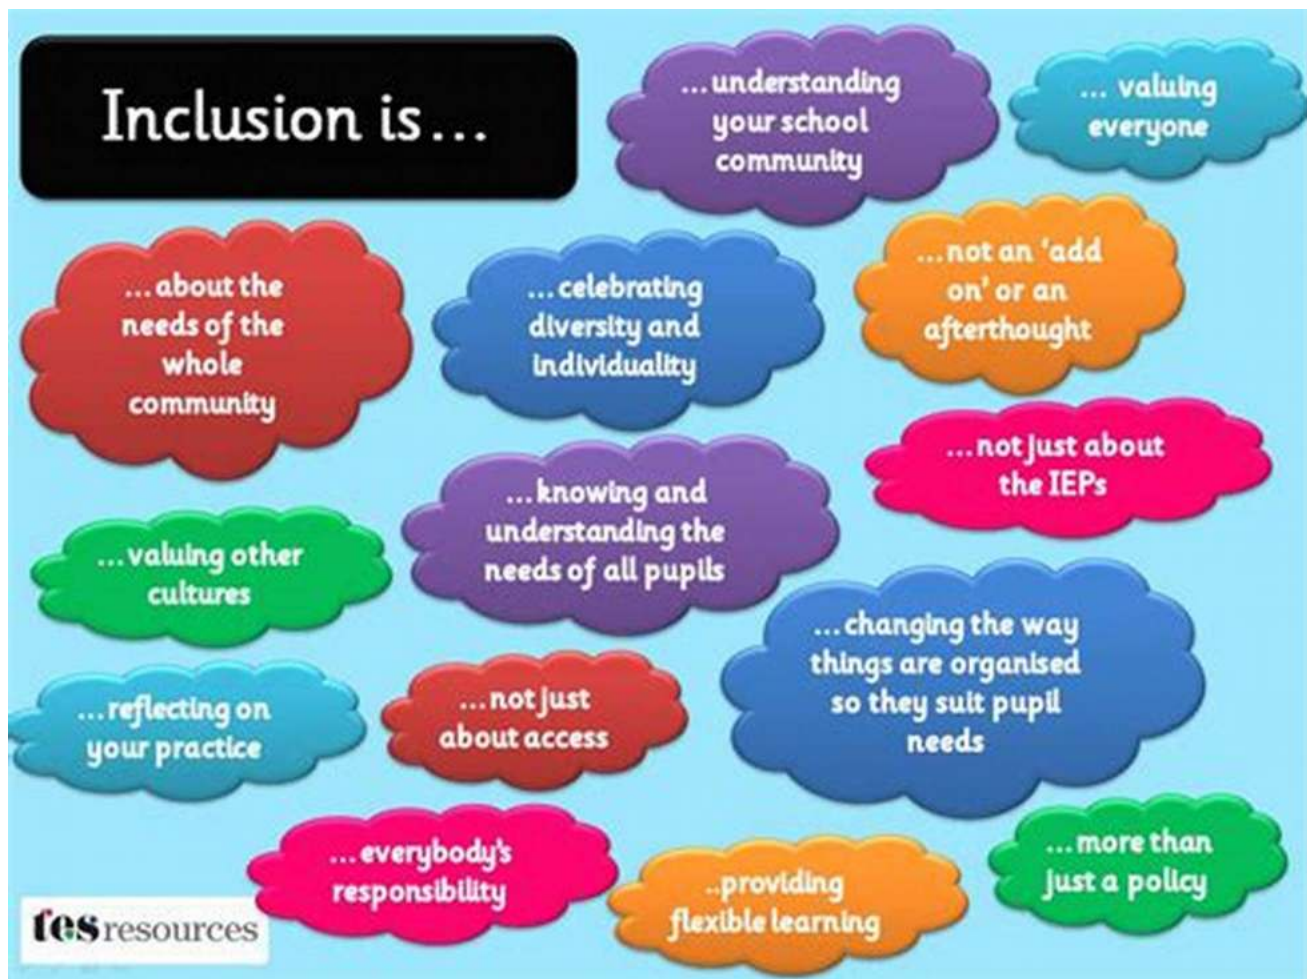 Inclusion is...
...understanding
your school
community
... valuing
everyone
...about the
needs of the
whole
community
...celebrating
diversity and
individuality
...not an 'add
on' or an
afterthought
...not just about
the IEPs
...knowing and
understanding the
needs of all pupils
...valuing other
cultures
...changing the way
things are organised
so they suit pupil
needs
...reflecting on
your practice
...not just
about access
...everybody's
responsibility
..providing
flexible learning
...more than
just a policy
tes resources